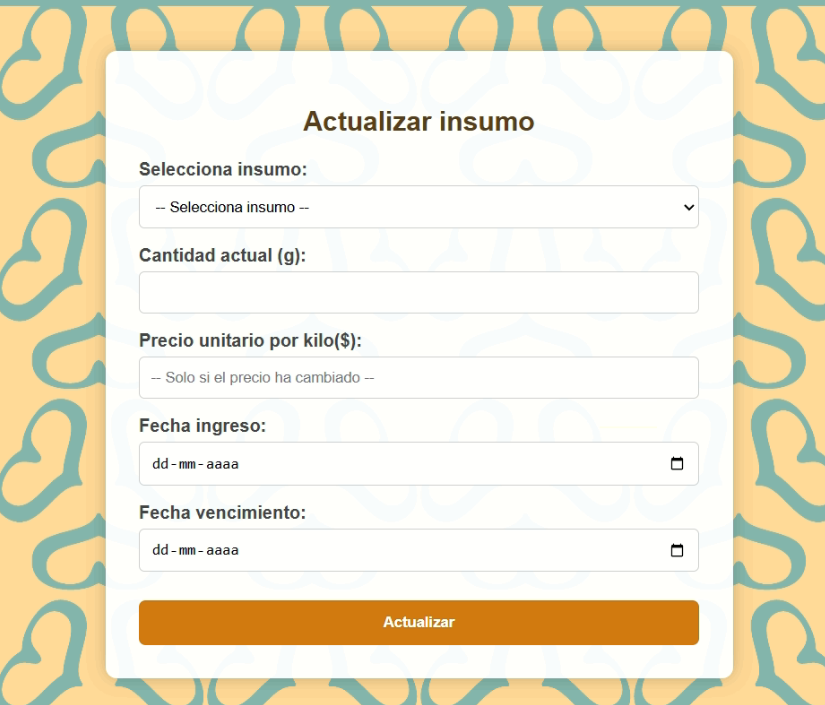 Actualizar insumo
Selecciona insumo:
-- Selecciona insumo --
Cantidad actual (g):
Precio unitario por kilo($):
-- Solo si el precio ha cambiado --
Fecha ingreso:
dd-mm-aaaa
Fecha vencimiento:
dd-mm-aaaa
Actualizar